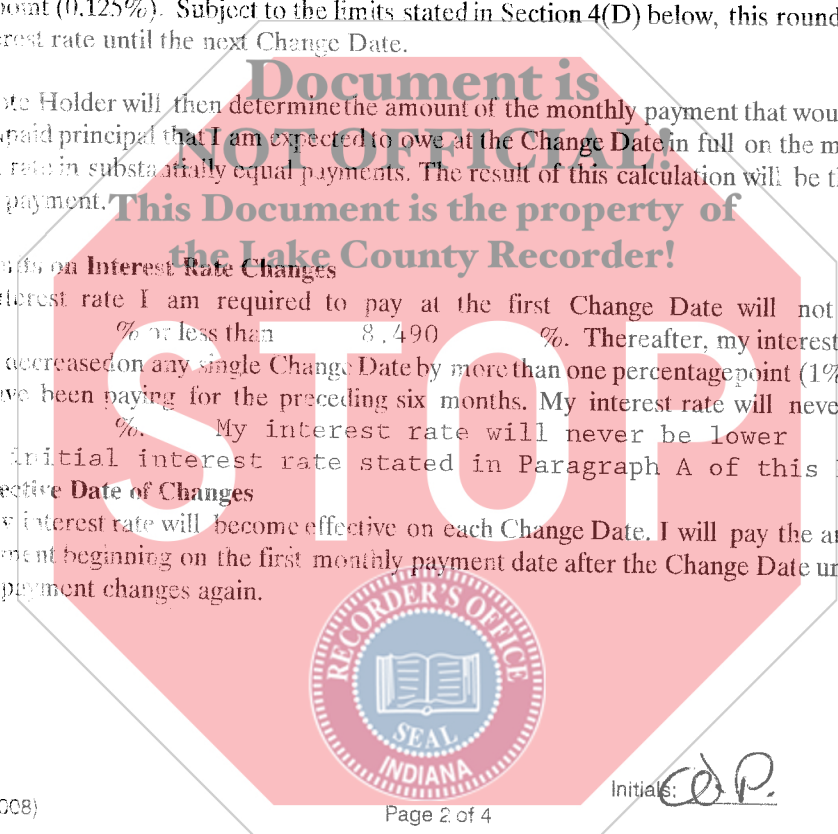 point (0.125%). Subject to the limits stated in Section 4(D) below, this round
rest rate until the next Change Date.
Document is
ote Holder will then determine the amount of the monthly payment that wou
npaid principal that I am expected to owe at the Change Date in full on the m
NOT OFFICIAL!
rate in substantially equal payments. The result of this calculation will be t
payment.
This Document is the property of
the Lake County Recorder!
mits on Interest Rate Changes
terest rate I am required to pay at the first Change Date will not
% or less than 8.490 %. Thereafter, my interest
decreased on any single Change Date by more than one percentage point (1%
ve been paying for the preceding six months. My interest rate will neve
%. My interest rate will never be lower
initial interest rate stated in Paragraph A of this
STOP
ective Date of Changes
interest rate will become effective on each Change Date. I will pay the a
ment beginning on the first monthly payment date after the Change Date un
payment changes again.
RECORDER'S OFFICE
SEAL
INDIANA
Initials: P.
008)
Page 2 of 4